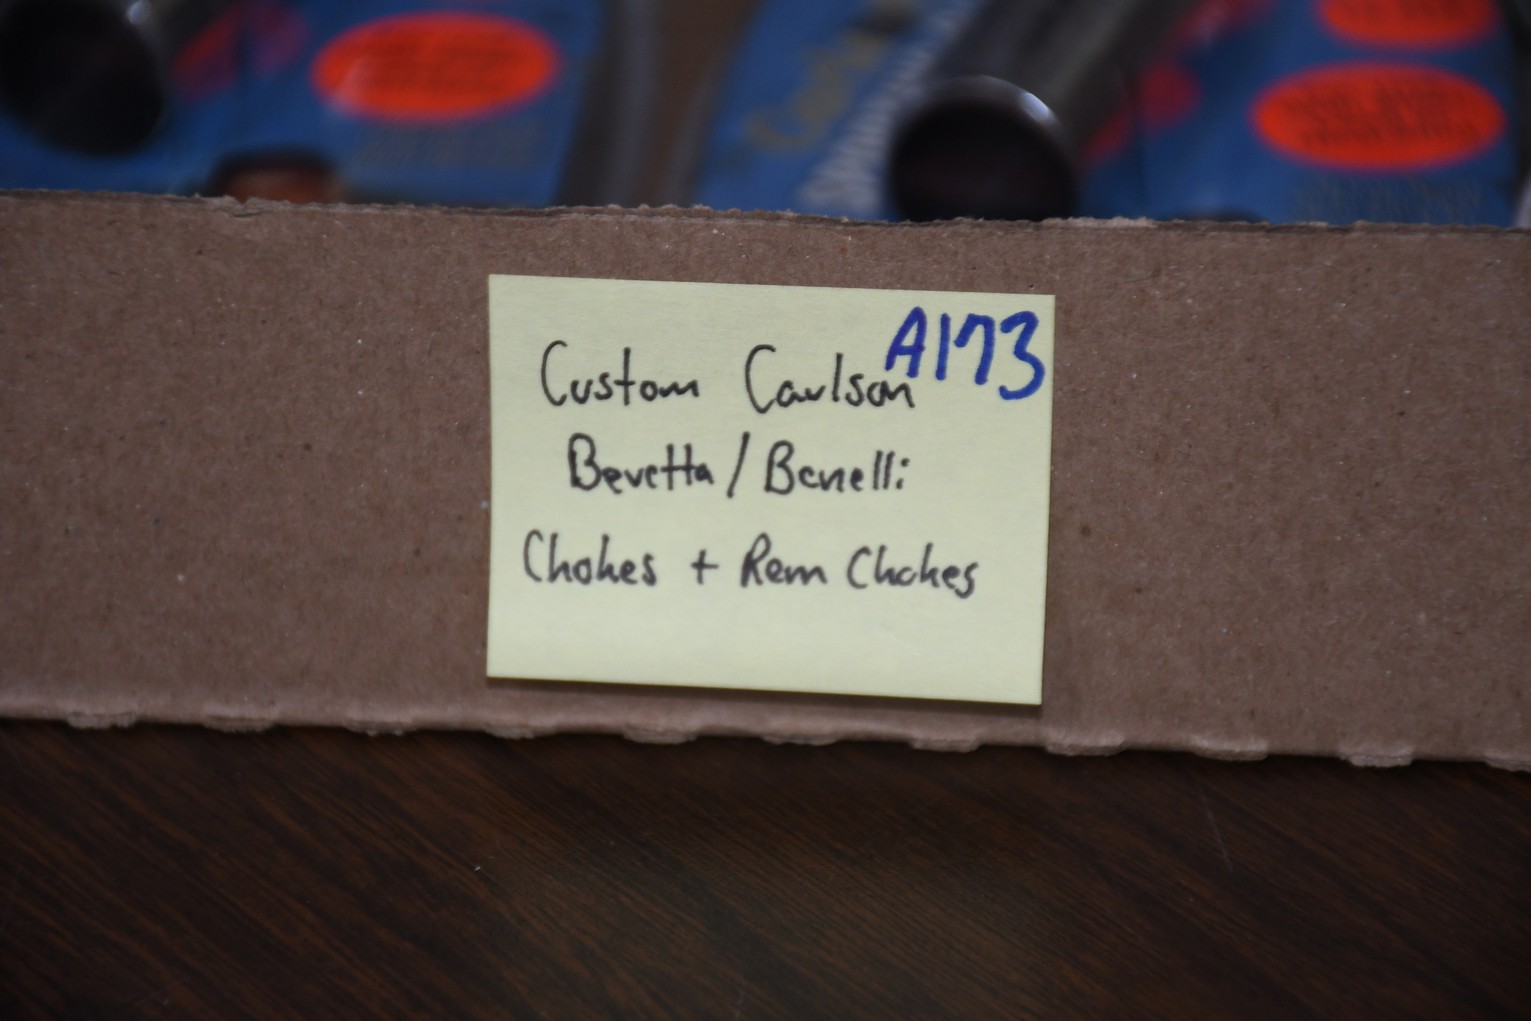 A173
Custom Carlson
Beretta / Benelli
Chokes + Rem Chokes